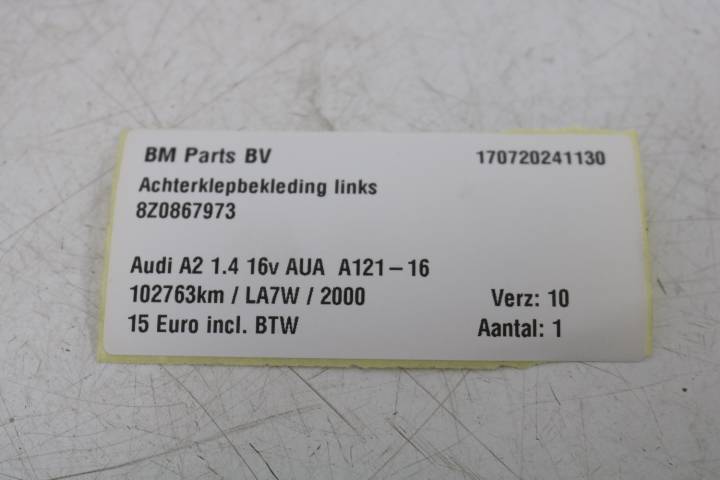 BM Parts BV 170720241130
Achterklepbekleding links
8Z0867973
Audi A2 1.4 16v AUA A121-16
102763km / LA7W / 2000 Verz: 10
15 Euro incl. BTW Aantal: 1